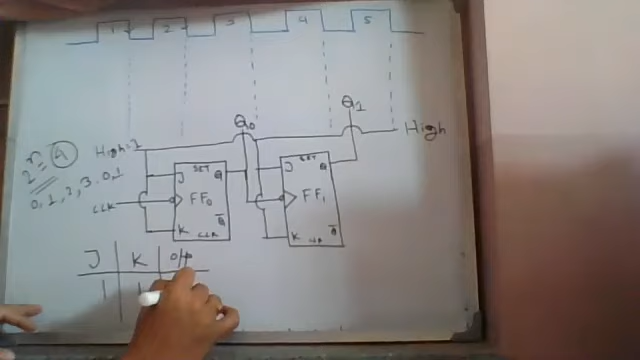 1 2 3 4 5
Q0 Q1
High=1 High
4
0, 1, 2, 3, 0, 1
J SET Q J SET Q
CLK FF0 FF1
K CLR Q̅ K CLR Q̅
J K O/P
1 1